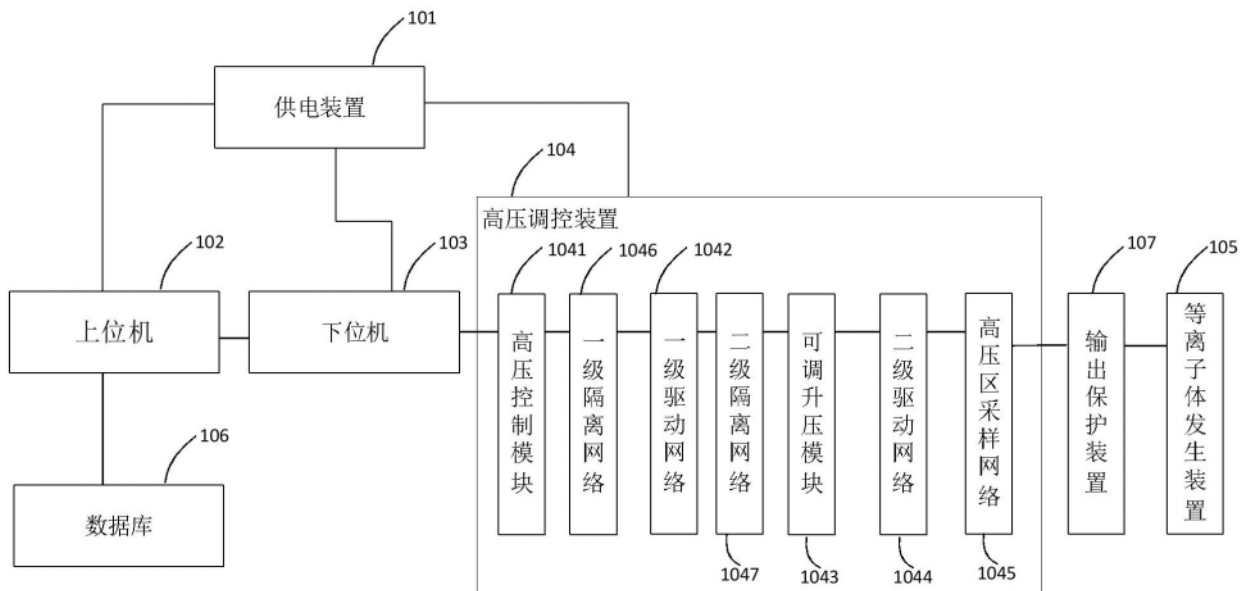 101
供电装置
104
高压调控装置
102
103
1041
1046
1042
107
105
上位机
下位机
高压控制模块
一级隔离网络
一级驱动网络
二级隔离网络
可调升压模块
二级驱动网络
高压区采样网络
输出保护装置
等离子体发生装置
106
数据库
1047
1043
1044
1045